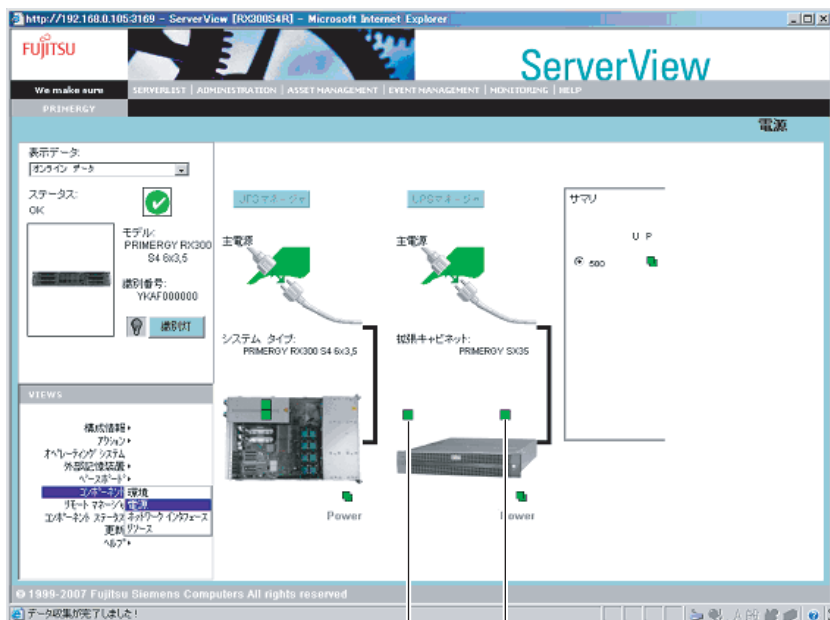 http://192.168.0.105:3169 - ServerView [RX300S4R] - Microsoft Internet Explorer
FUJITSU
ServerView
We make sure
SERVERLIST | ADMINISTRATION | ASSET MANAGEMENT | EVENT MANAGEMENT | MONITORING | HELP
PRIMERGY
電源
表示データ:
オンライン データ
ステータス:
OK
モデル:
PRIMERGY RX300
S4 6x3,5
識別番号:
YKAF000000
識別灯
UPSマネージャ
主電源
システム タイプ:
PRIMERGY RX300 S4 6x3,5
Power
UPSマネージャ
主電源
拡張キャビネット:
PRIMERGY SX35
Power
サマリ
U P
500
VIEWS
構成情報
アクション
オペレーティング システム
外部記憶装置
ベースボード
コンポーネント
リモート マネージ
コンポーネント ステータス
更新
ヘルプ
環境
電源
ネットワーク インタフェース
リソース
© 1999-2007 Fujitsu Siemens Computers All rights reserved
データ収集が完了しました!